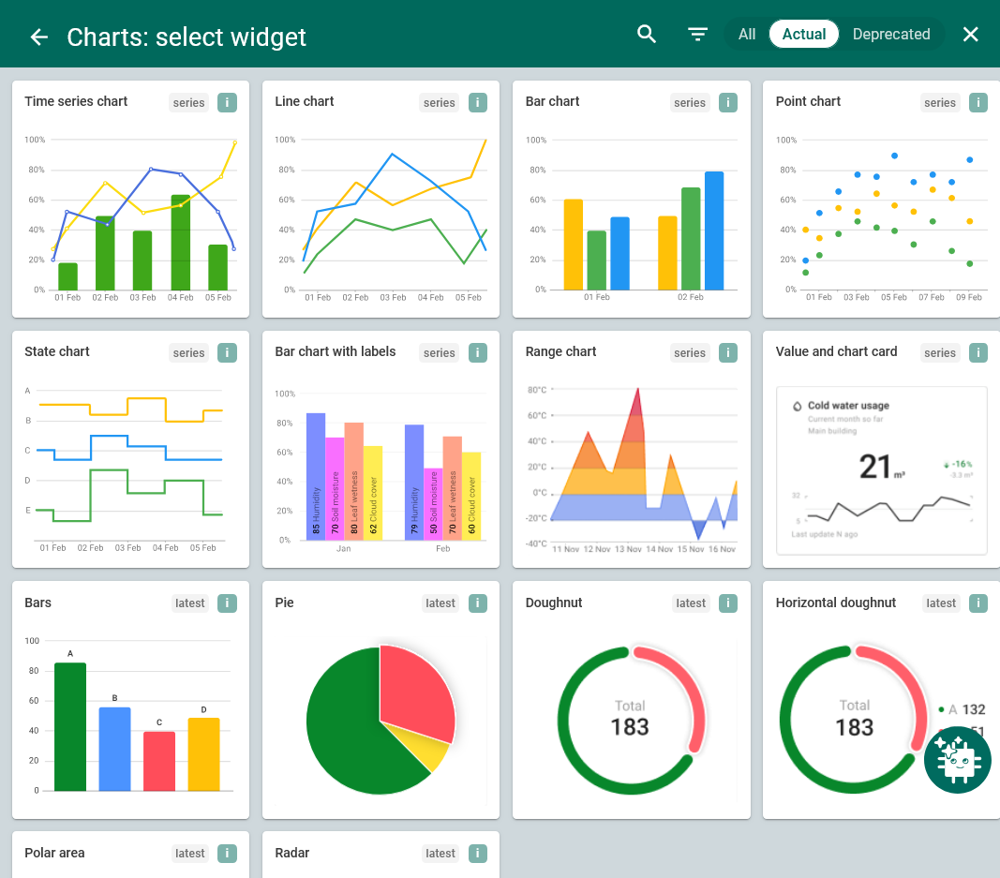 Charts: select widget
All
Actual
Deprecated
Time series chart
series
i
100%
80%
60%
40%
20%
0%
01 Feb 02 Feb 03 Feb 04 Feb 05 Feb
Line chart
series
i
100%
80%
60%
40%
20%
0%
01 Feb 02 Feb 03 Feb 04 Feb 05 Feb
Bar chart
series
i
100%
80%
60%
40%
20%
0%
01 Feb 02 Feb
Point chart
series
i
100%
80%
60%
40%
20%
0%
01 Feb 03 Feb 05 Feb 07 Feb 09 Feb
State chart
series
i
A
B
C
D
E
01 Feb 02 Feb 03 Feb 04 Feb 05 Feb
Bar chart with labels
series
i
100%
80%
60%
40%
20%
0%
85 Humidity
70 Soil moisture
80 Leaf wetness
62 Cloud cover
79 Humidity
50 Soil moisture
70 Leaf wetness
60 Cloud cover
Jan Feb
Range chart
series
i
80°C
60°C
40°C
20°C
0°C
-20°C
-40°C
11 Nov 12 Nov 13 Nov 14 Nov 15 Nov 16 Nov
Value and chart card
series
i
Cold water usage
Current month so far
Main building
21 m³
-16%
-3.3 m³
32
5
Last update N ago
Bars
latest
i
100
80
60
40
20
0
A
B
C
D
Pie
latest
i
Doughnut
latest
i
Total
183
Horizontal doughnut
latest
i
Total
183
A 132
51
Polar area
latest
i
Radar
latest
i